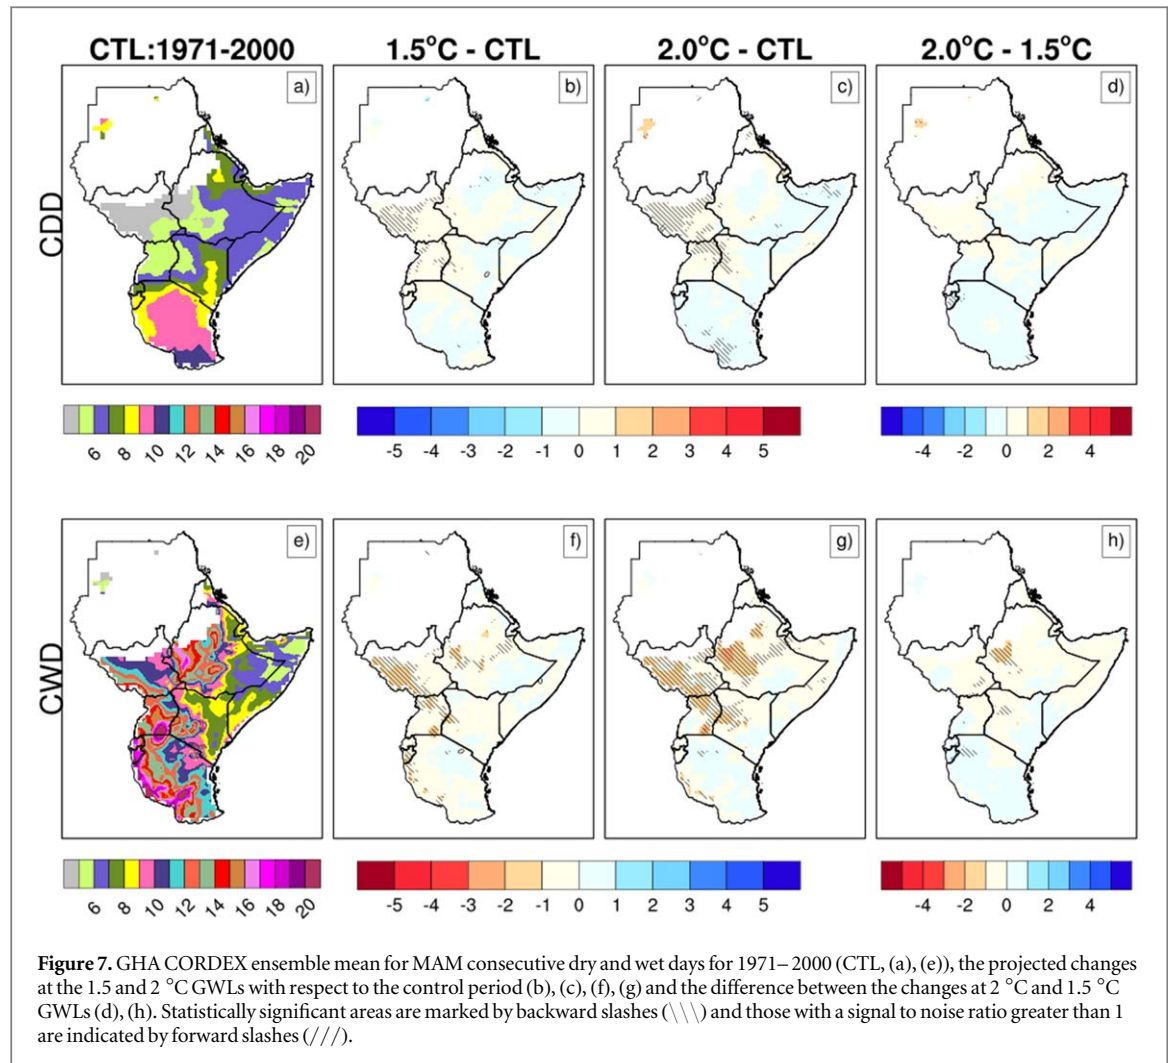 CTL:1971-2000 1.5°C - CTL 2.0°C - CTL 2.0°C - 1.5°C
CDD
a) b) c) d)
6 8 10 12 14 16 18 20
-5 -4 -3 -2 -1 0 1 2 3 4 5
-4 -2 0 2 4
CWD
e) f) g) h)
6 8 10 12 14 16 18 20
-5 -4 -3 -2 -1 0 1 2 3 4 5
-4 -2 0 2 4
Figure 7. GHA CORDEX ensemble mean for MAM consecutive dry and wet days for 1971–2000 (CTL, (a), (e)), the projected changes
at the 1.5 and 2 °C GWLs with respect to the control period (b), (c), (f), (g) and the difference between the changes at 2 °C and 1.5 °C
GWLs (d), (h). Statistically significant areas are marked by backward slashes (\\\) and those with a signal to noise ratio greater than 1
are indicated by forward slashes (///).